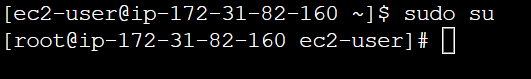 [ec2-user@ip-172-31-82-160 ~]$ sudo su
[root@ip-172-31-82-160 ec2-user]#